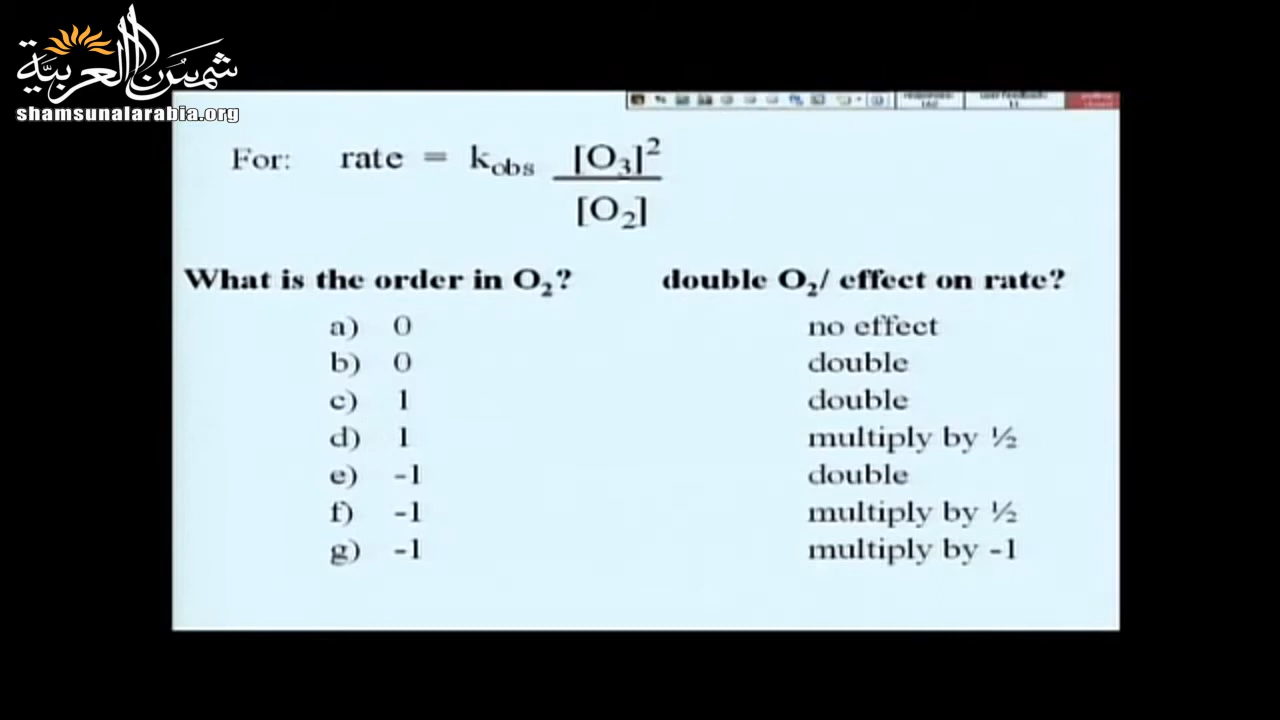 شمس العربية
shamsunalarabia.org
For: rate = k_obs [O₃]² / [O₂]
What is the order in O₂? double O₂/ effect on rate?
a) 0 no effect
b) 0 double
c) 1 double
d) 1 multiply by ½
e) -1 double
f) -1 multiply by ½
g) -1 multiply by -1